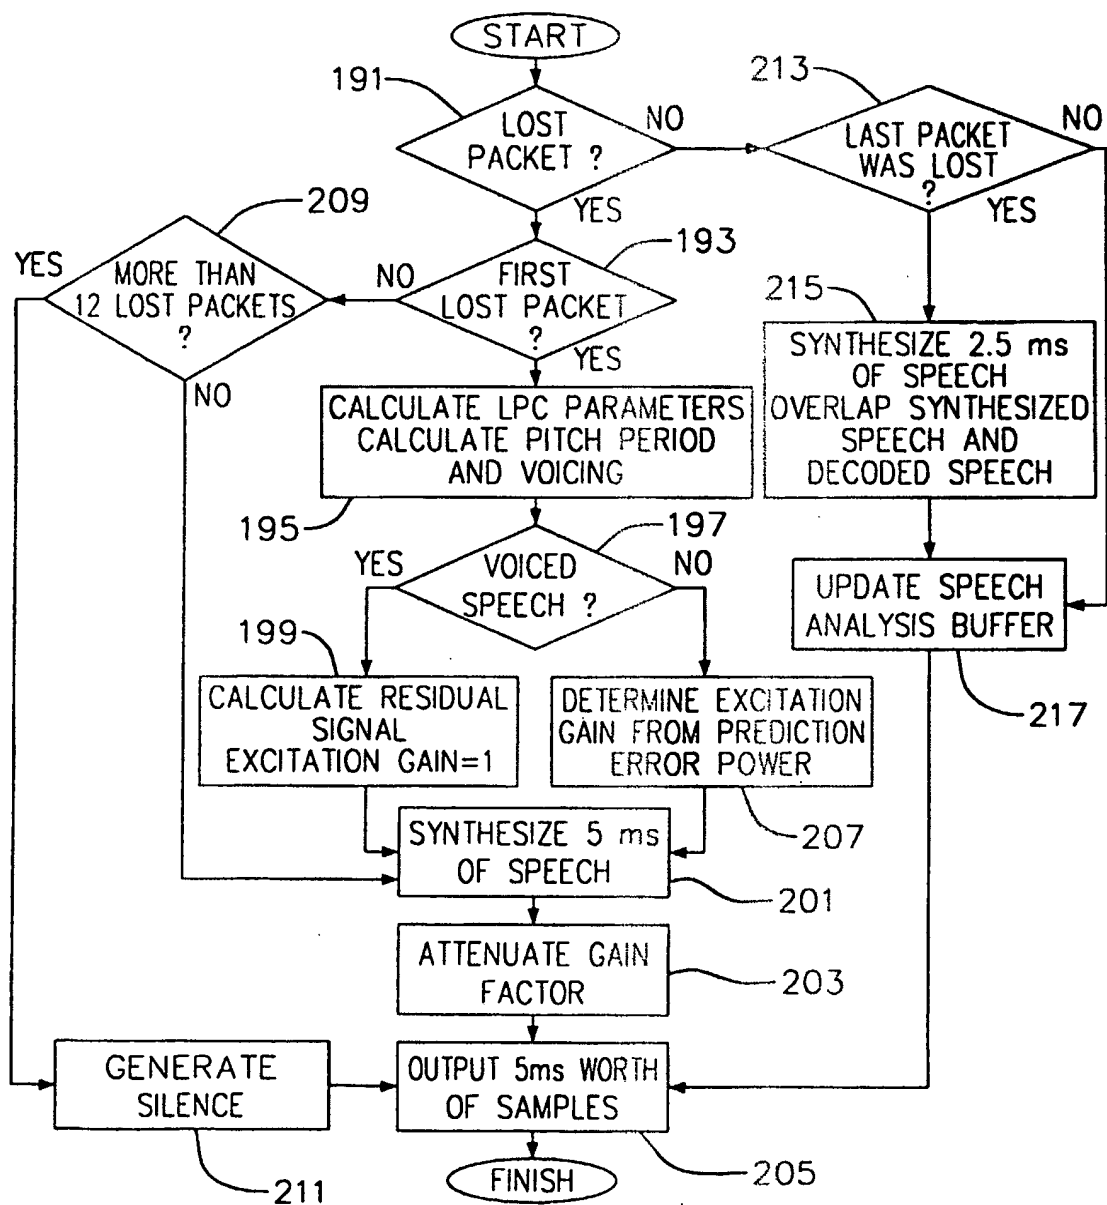 START
191
LOST
PACKET ?
NO
YES
213
LAST PACKET
WAS LOST
?
NO
YES
209
YES
MORE THAN
12 LOST PACKETS
?
NO
193
NO
FIRST
LOST PACKET
?
YES
215
SYNTHESIZE 2.5 ms
OF SPEECH
OVERLAP SYNTHESIZED
SPEECH AND
DECODED SPEECH
CALCULATE LPC PARAMETERS
CALCULATE PITCH PERIOD
AND VOICING
195
197
YES
VOICED
SPEECH ?
NO
UPDATE SPEECH
ANALYSIS BUFFER
217
199
CALCULATE RESIDUAL
SIGNAL
EXCITATION GAIN=1
DETERMINE EXCITATION
GAIN FROM PREDICTION
ERROR POWER
207
SYNTHESIZE 5 ms
OF SPEECH
201
ATTENUATE GAIN
FACTOR
203
GENERATE
SILENCE
211
OUTPUT 5ms WORTH
OF SAMPLES
205
FINISH